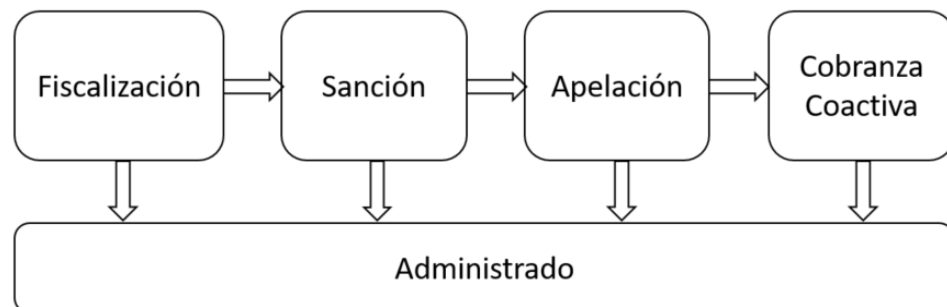 Fiscalización
Sanción
Apelación
Cobranza
Coactiva
Administrado